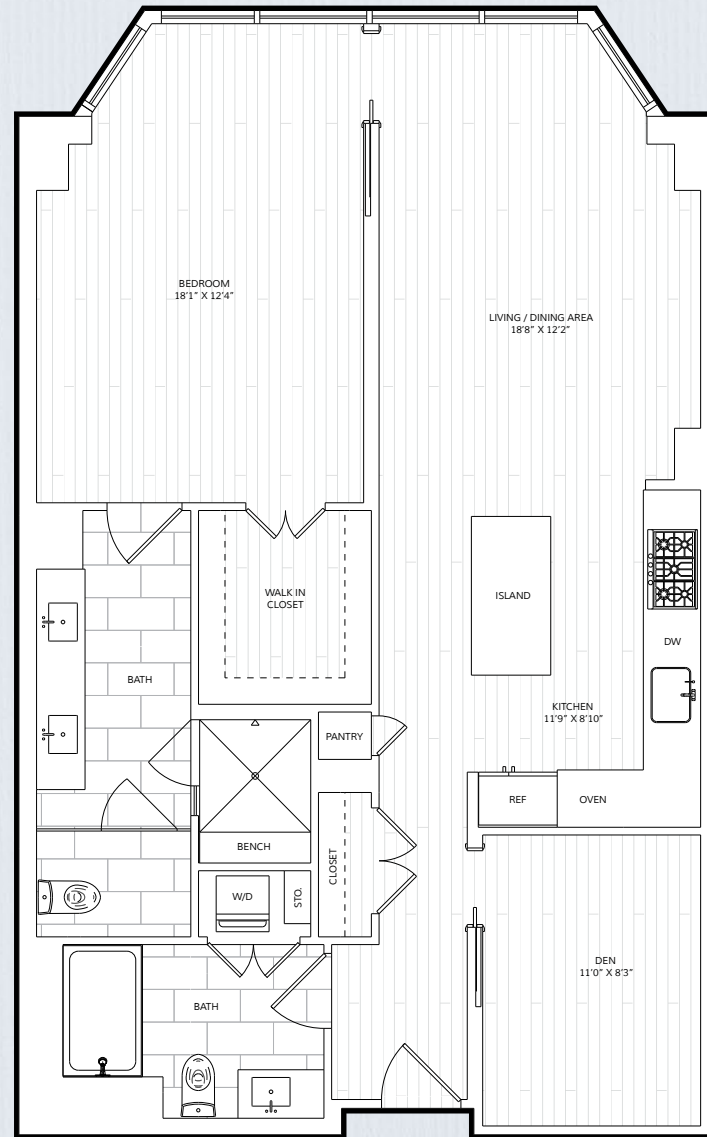 BEDROOM
18'1" X 12'4"
LIVING / DINING AREA
18'8" X 12'2"
WALK IN
CLOSET
ISLAND
DW
BATH
KITCHEN
11'9" X 8'10"
PANTRY
REF
OVEN
BENCH
CLOSET
W/D
STO.
DEN
11'0" X 8'3"
BATH